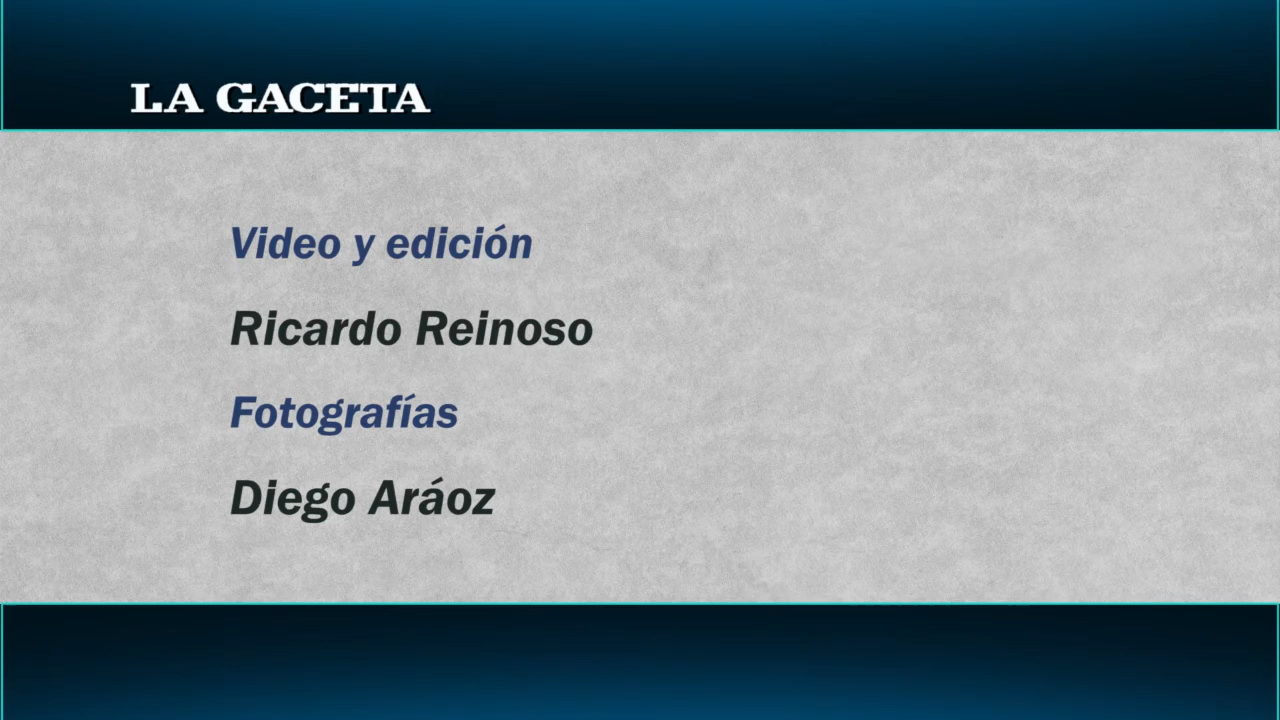 LA GACETA
Video y edición
Ricardo Reinoso
Fotografías
Diego Aráoz